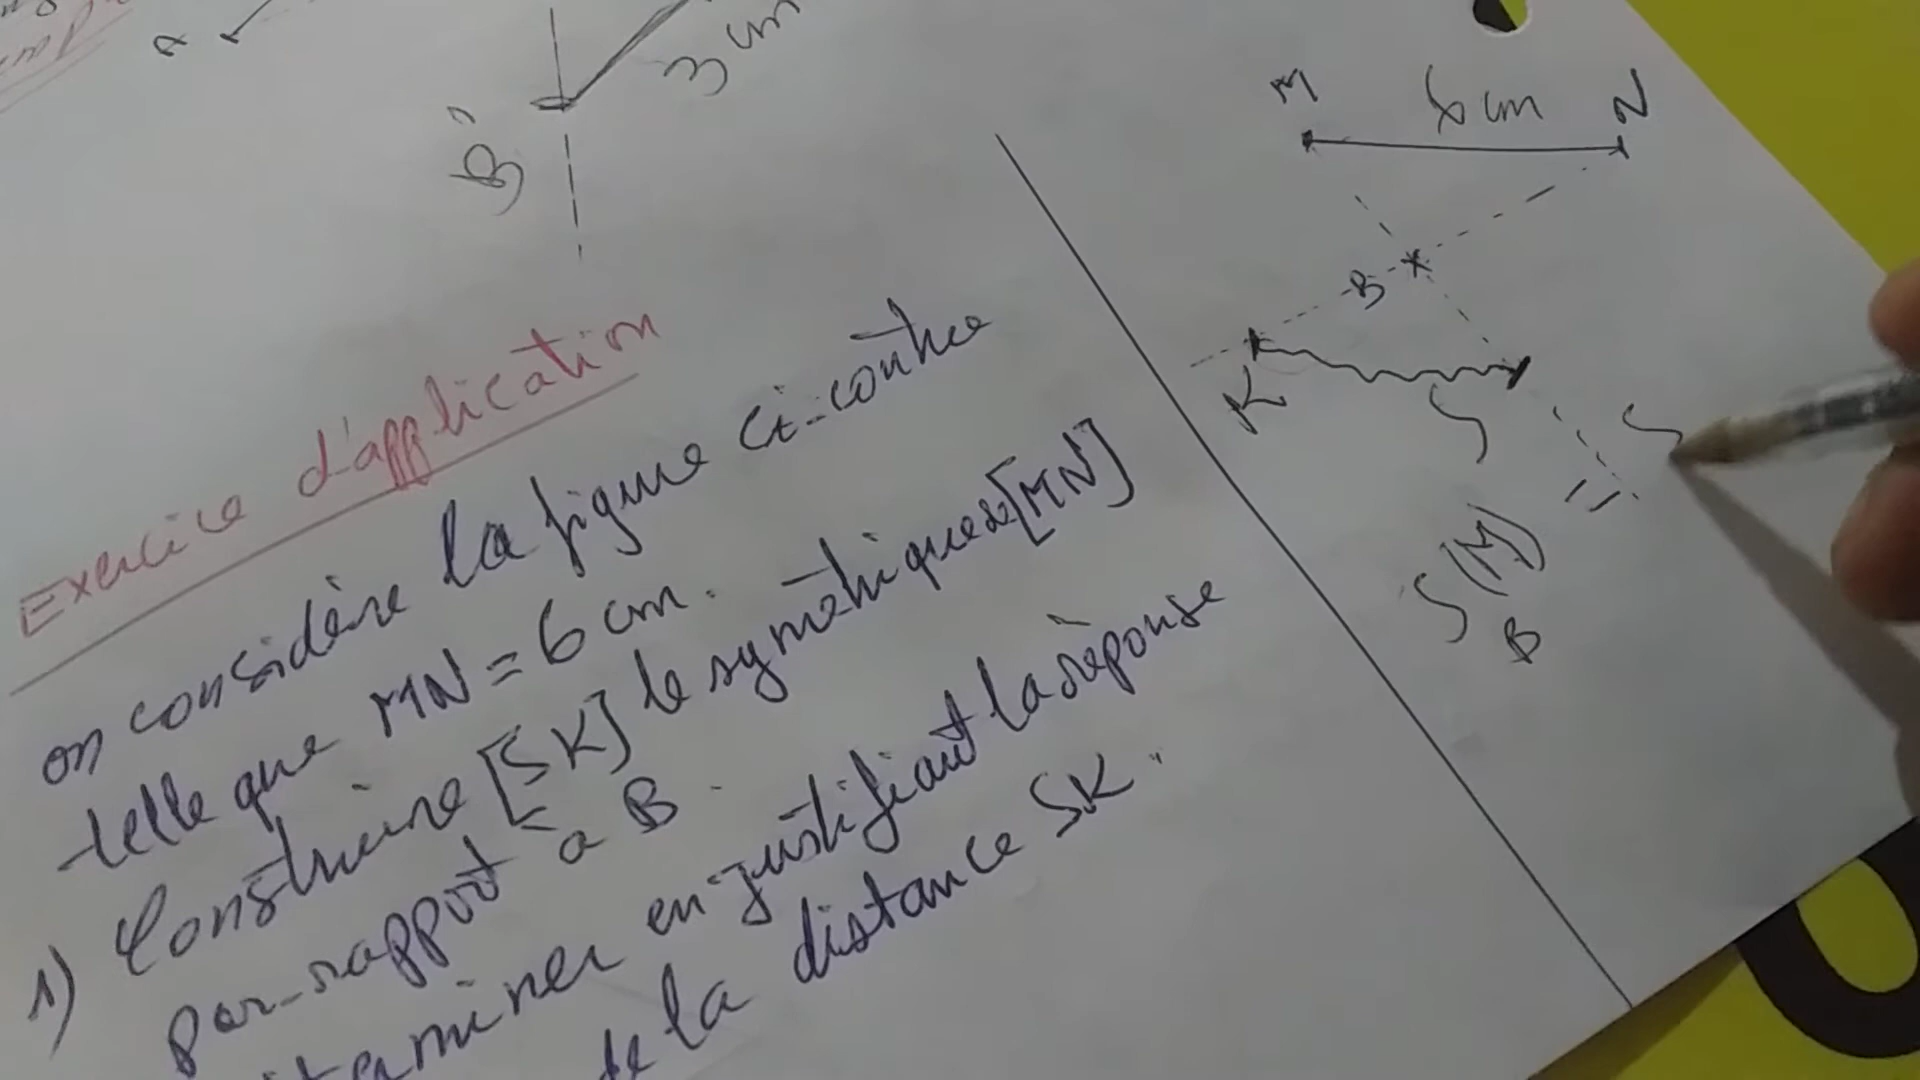 3 cm
B'
Exercice d'application
on considère la figure ci-contre
telle que MN = 6 cm.
1) Construire [SK] le symétrique de [MN]
par-rapport à B.
en justifiant la réponse
de la distance SK.
M 6 cm N
B
K S
S(M) = S
B